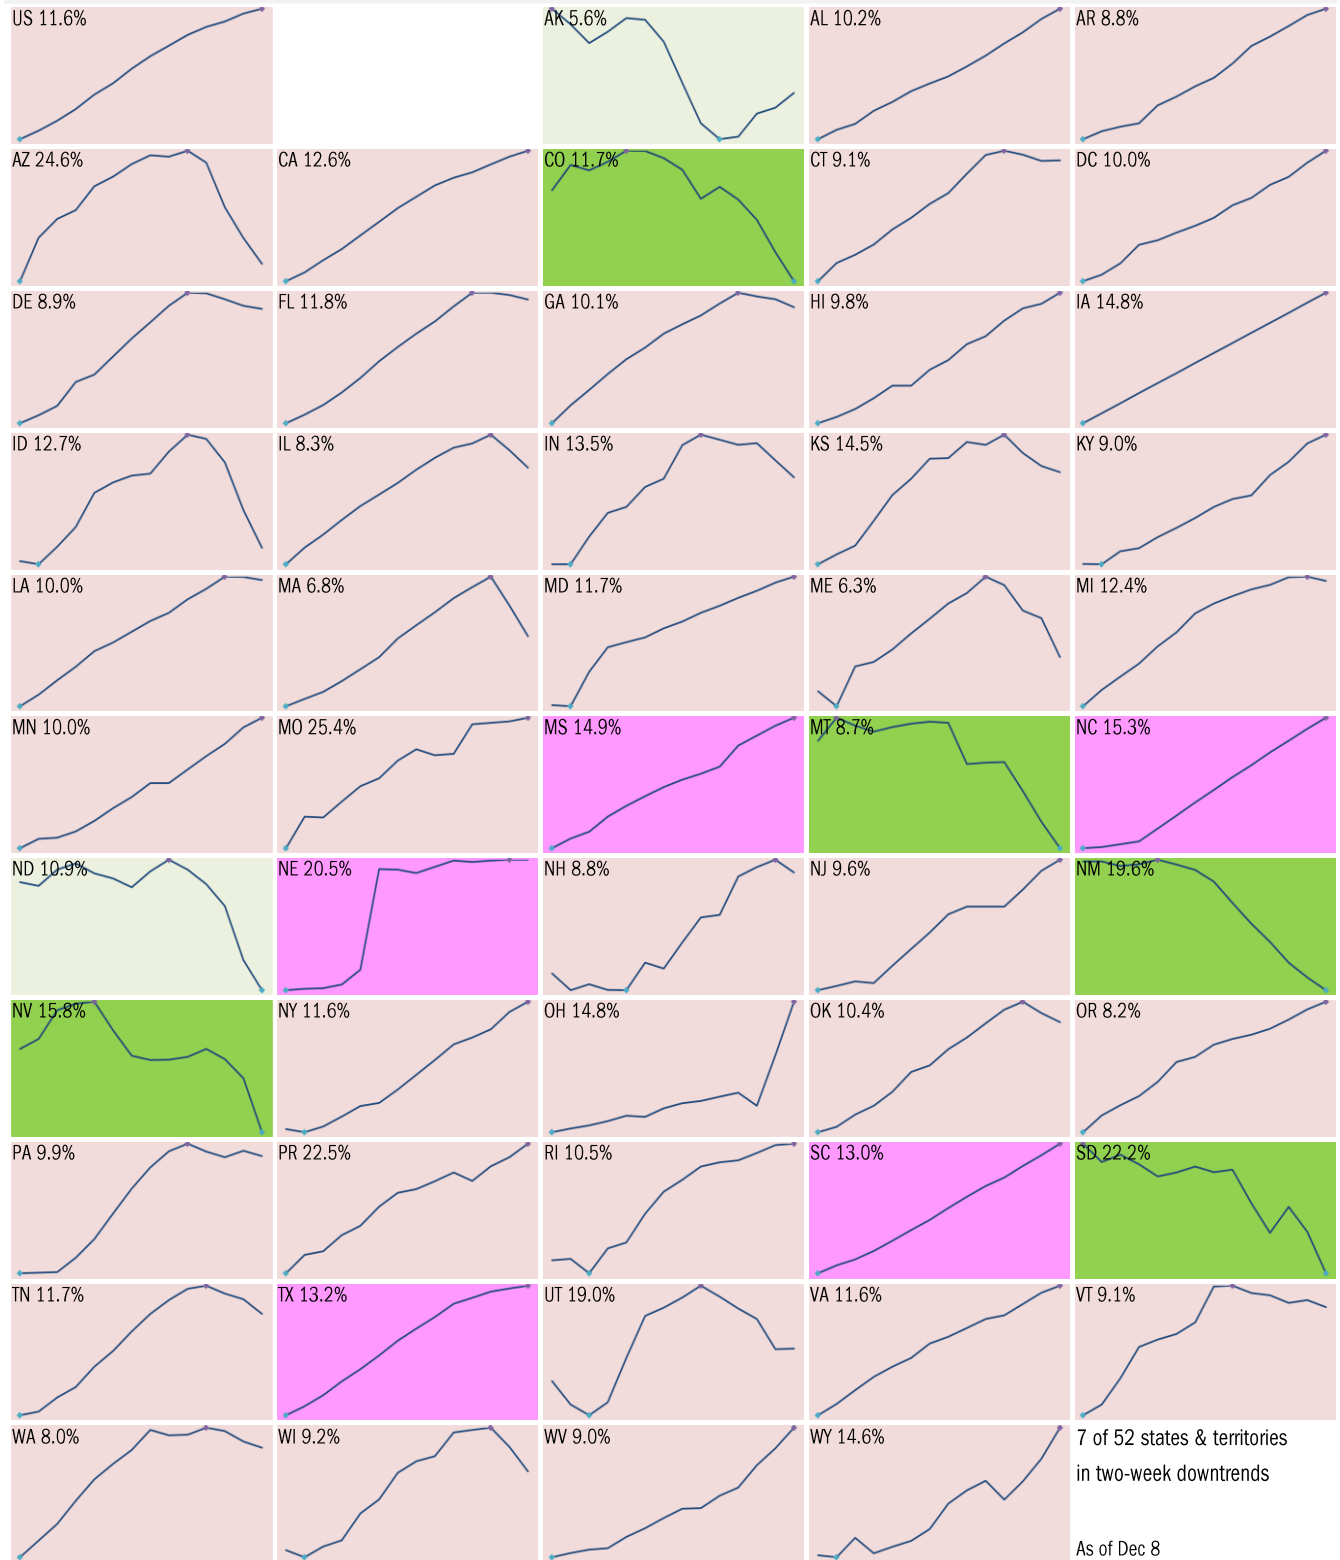 US 11.6%
AK 5.6%
AL 10.2%
AR 8.8%
AZ 24.6%
CA 12.6%
CO 11.7%
CT 9.1%
DC 10.0%
DE 8.9%
FL 11.8%
GA 10.1%
HI 9.8%
IA 14.8%
ID 12.7%
IL 8.3%
IN 13.5%
KS 14.5%
KY 9.0%
LA 10.0%
MA 6.8%
MD 11.7%
ME 6.3%
MI 12.4%
MN 10.0%
MO 25.4%
MS 14.9%
MT 8.7%
NC 15.3%
ND 10.9%
NE 20.5%
NH 8.8%
NJ 9.6%
NM 19.6%
NV 15.8%
NY 11.6%
OH 14.8%
OK 10.4%
OR 8.2%
PA 9.9%
PR 22.5%
RI 10.5%
SC 13.0%
SD 22.2%
TN 11.7%
TX 13.2%
UT 19.0%
VA 11.6%
VT 9.1%
WA 8.0%
WI 9.2%
WV 9.0%
WY 14.6%
7 of 52 states & territories
in two-week downtrends
As of Dec 8